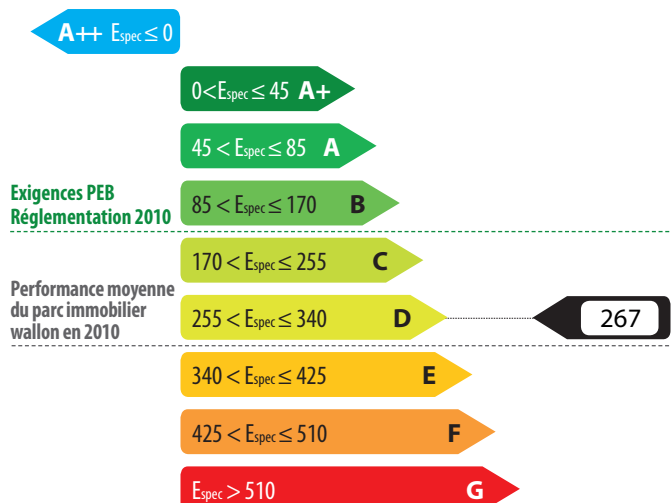 A++ Espec ≤ 0
0<Espec ≤ 45 A+
45 < Espec ≤ 85 A
Exigences PEB
Réglementation 2010
85 < Espec ≤ 170 B
170 < Espec ≤ 255 C
Performance moyenne
du parc immobilier
wallon en 2010
255 < Espec ≤ 340 D
267
340 < Espec ≤ 425 E
425 < Espec ≤ 510 F
Espec > 510 G